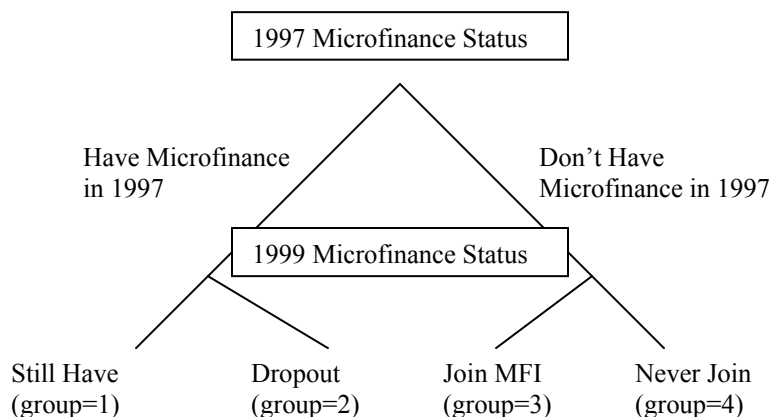 1997 Microfinance Status
Have Microfinance
in 1997
Don’t Have
Microfinance in 1997
1999 Microfinance Status
Still Have
(group=1)
Dropout
(group=2)
Join MFI
(group=3)
Never Join
(group=4)